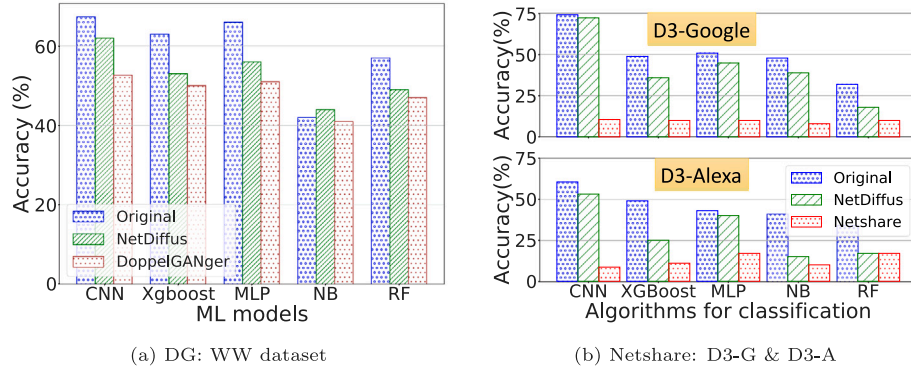 60
40
20
0
Accuracy (%)
Original
NetDiffus
DoppelGANger
CNN Xgboost MLP NB RF
ML models
(a) DG: WW dataset
75
50
25
0
Accuracy(%)
D3-Google
75
50
25
0
Accuracy(%)
D3-Alexa
Original
NetDiffus
Netshare
CNN XGBoost MLP NB RF
Algorithms for classification
(b) Netshare: D3-G & D3-A